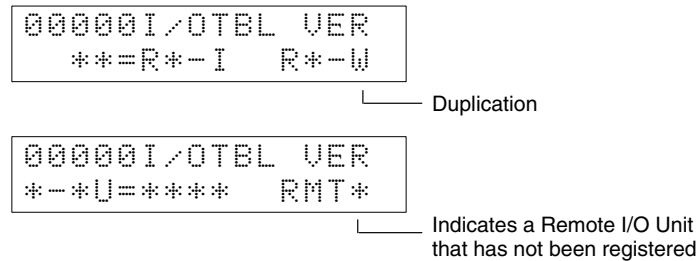 00000I/OTBL VER
**=R*-I R*-W
Duplication
00000I/OTBL VER
*-*U=**** RMT*
Indicates a Remote I/O Unit
that has not been registered